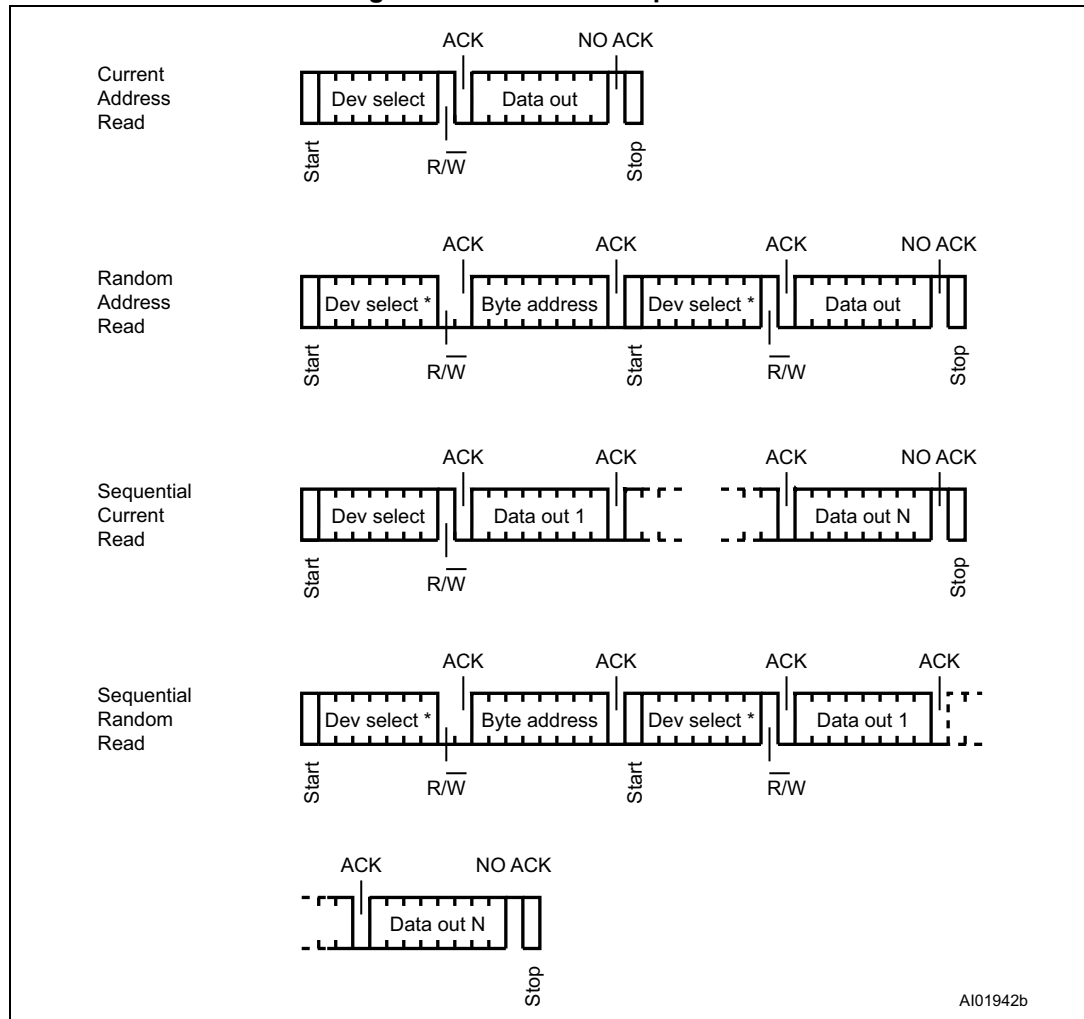 ACK NO ACK
Current
Address
Read
Dev select Data out
Start R/W Stop
ACK ACK ACK NO ACK
Random
Address
Read
Dev select * Byte address Dev select * Data out
Start R/W Start R/W Stop
ACK ACK ACK NO ACK
Sequential
Current
Read
Dev select Data out 1 Data out N
Start R/W Stop
ACK ACK ACK ACK
Sequential
Random
Read
Dev select * Byte address Dev select * Data out 1
Start R/W Start R/W
ACK NO ACK
Data out N
Stop
AI01942b